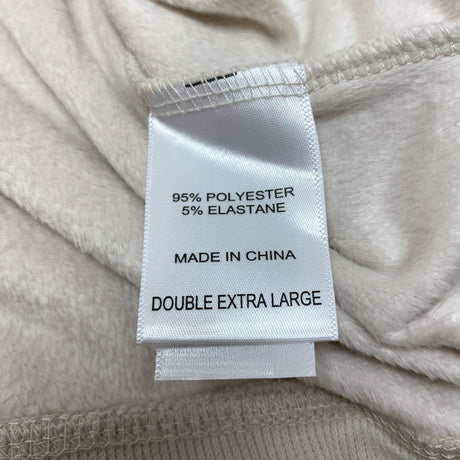 95% POLYESTER
5% ELASTANE
MADE IN CHINA
DOUBLE EXTRA LARGE